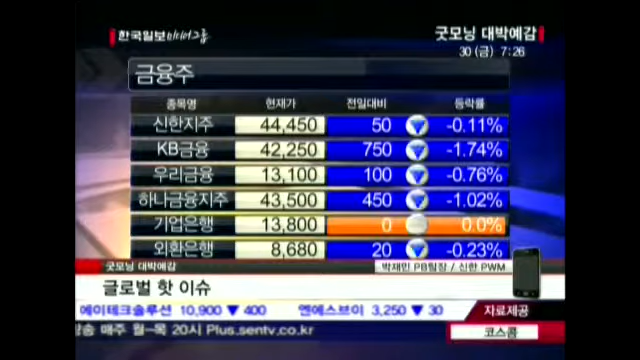 한국일보 미디어그룹
굿모닝 대박예감
30 (금) 7:26
금융주
종목명 현재가 전일대비 등락률
신한지주 44,450 50 ▼ -0.11%
KB금융 42,250 750 ▼ -1.74%
우리금융 13,100 100 ▼ -0.76%
하나금융지주 43,500 450 ▼ -1.02%
기업은행 13,800 0 0.0%
외환은행 8,680 20 ▼ -0.23%
굿모닝 대박예감
박재민 PB팀장 / 신한 PWM
글로벌 핫 이슈
에이테크솔루션 10,900 ▼ 400 엔에스브이 3,250 ▼ 30
자료제공
방송 매주 월-목 20시 Plus.sentv.co.kr
코스콤